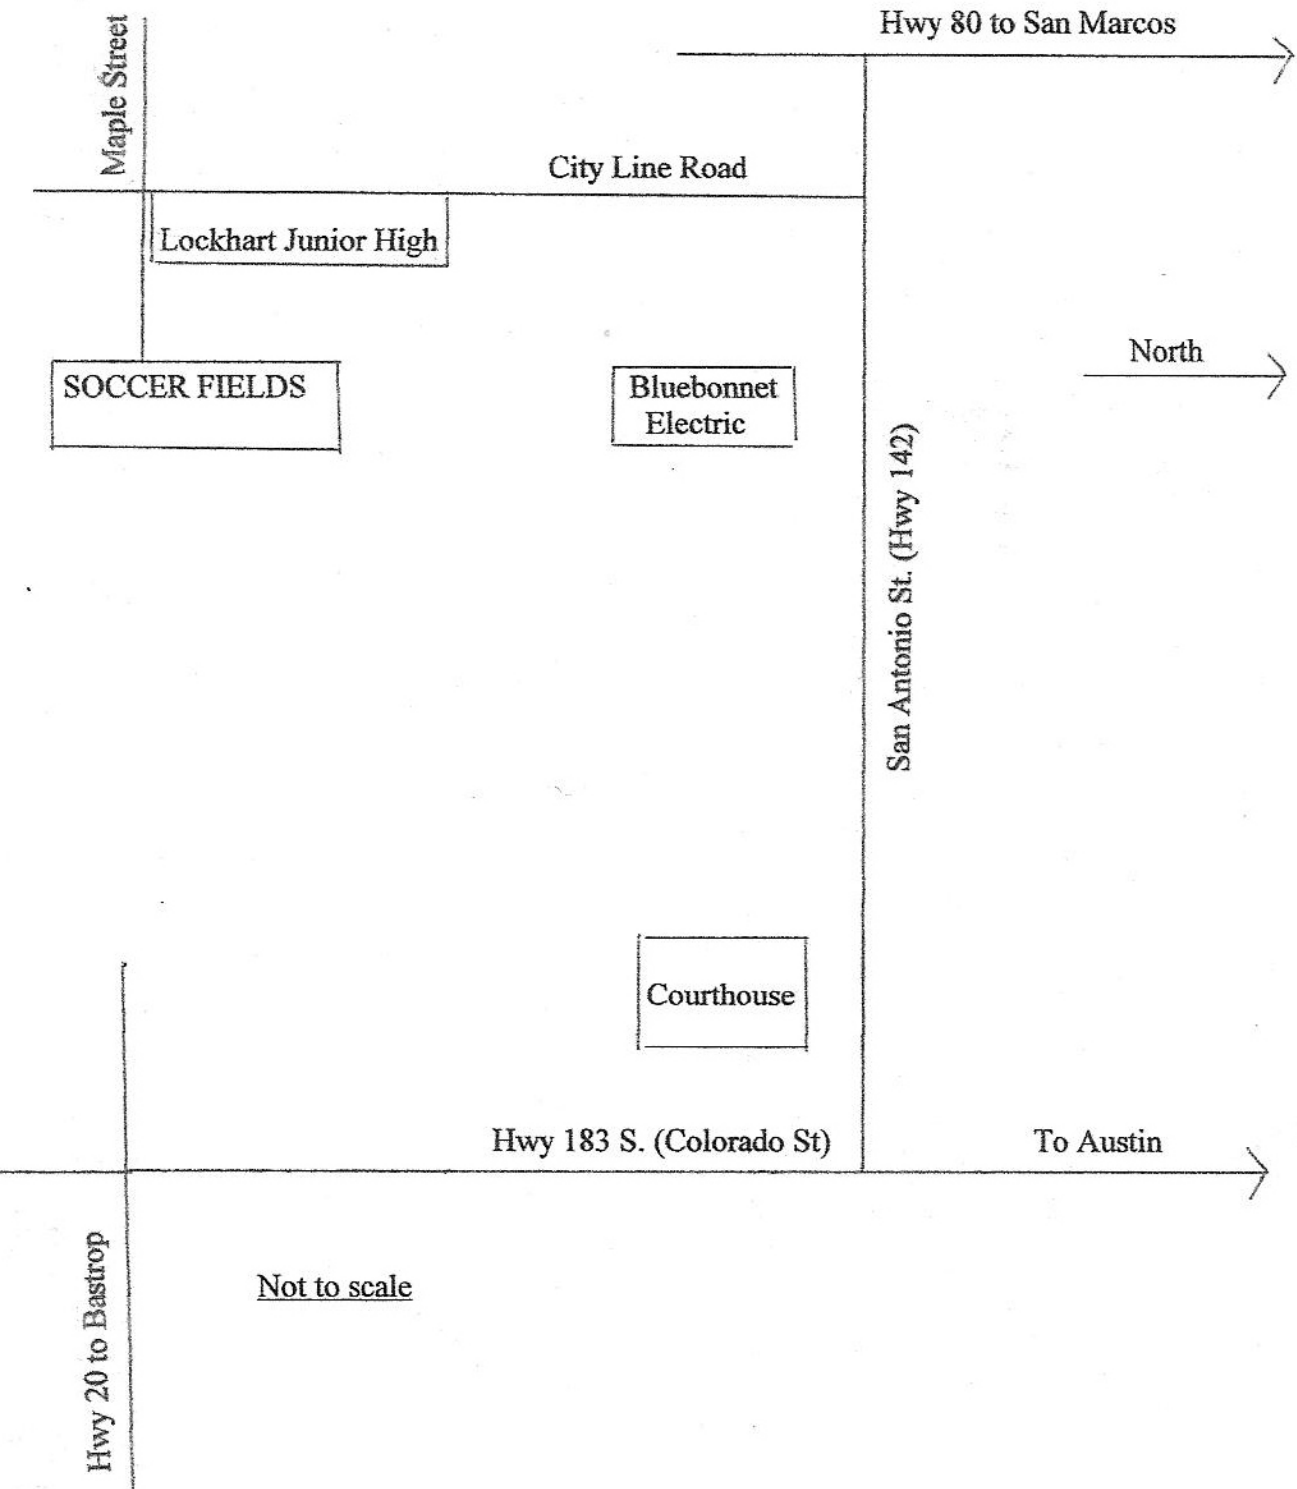 Hwy 80 to San Marcos
Maple Street
City Line Road
Lockhart Junior High
North
SOCCER FIELDS
Bluebonnet
Electric
San Antonio St. (Hwy 142)
Courthouse
Hwy 183 S. (Colorado St)
To Austin
Hwy 20 to Bastrop
Not to scale